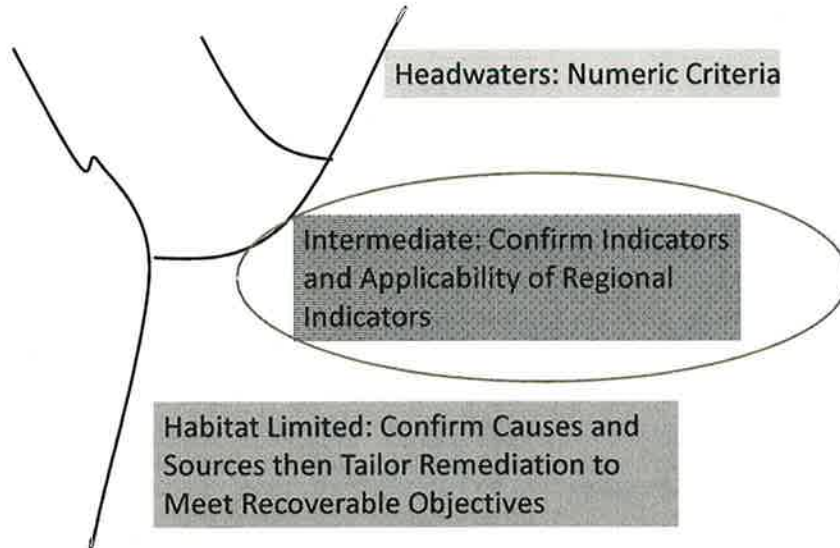 Headwaters: Numeric Criteria
Intermediate: Confirm Indicators
and Applicability of Regional
Indicators
Habitat Limited: Confirm Causes and
Sources then Tailor Remediation to
Meet Recoverable Objectives